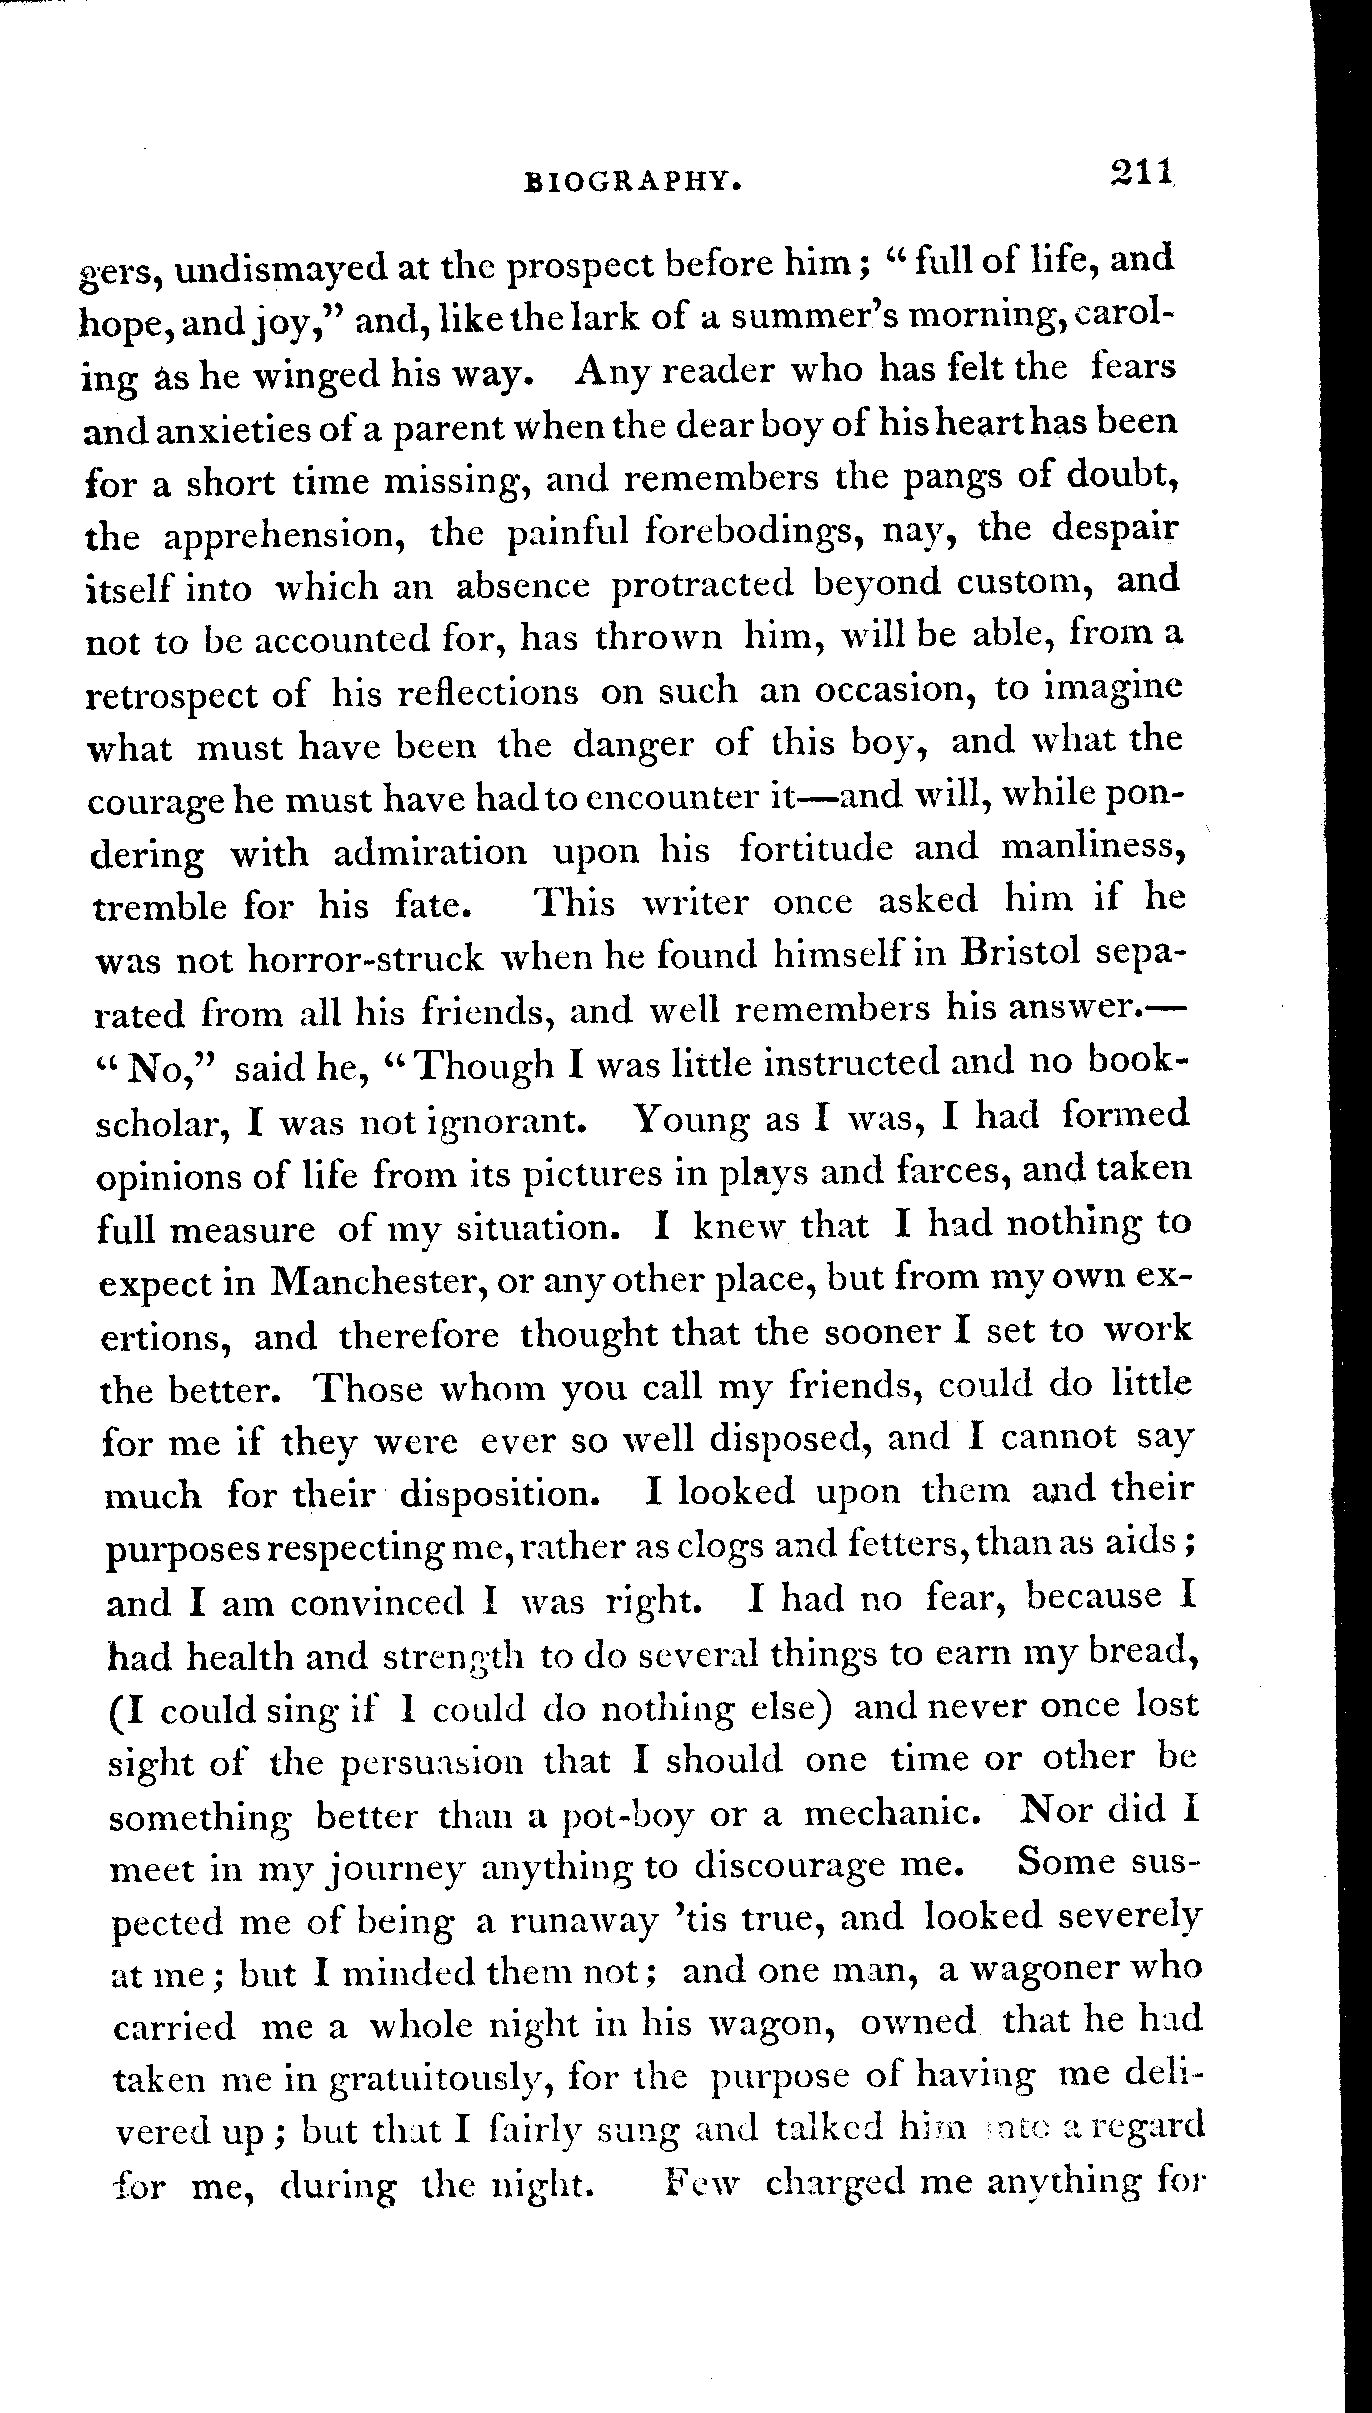 BIOGRAPHY. 211
gers, undismayed at the prospect before him; “full of life, and
hope, and joy,” and, like the lark of a summer’s morning, carol-
ing as he winged his way. Any reader who has felt the fears
and anxieties of a parent when the dear boy of his heart has been
for a short time missing, and remembers the pangs of doubt,
the apprehension, the painful forebodings, nay, the despair
itself into which an absence protracted beyond custom, and
not to be accounted for, has thrown him, will be able, from a
retrospect of his reflections on such an occasion, to imagine
what must have been the danger of this boy, and what the
courage he must have had to encounter it—and will, while pon-
dering with admiration upon his fortitude and manliness,
tremble for his fate. This writer once asked him if he
was not horror-struck when he found himself in Bristol sepa-
rated from all his friends, and well remembers his answer.—
“No,” said he, “Though I was little instructed and no book-
scholar, I was not ignorant. Young as I was, I had formed
opinions of life from its pictures in plays and farces, and taken
full measure of my situation. I knew that I had nothing to
expect in Manchester, or any other place, but from my own ex-
ertions, and therefore thought that the sooner I set to work
the better. Those whom you call my friends, could do little
for me if they were ever so well disposed, and I cannot say
much for their disposition. I looked upon them and their
purposes respecting me, rather as clogs and fetters, than as aids;
and I am convinced I was right. I had no fear, because I
had health and strength to do several things to earn my bread,
(I could sing if I could do nothing else) and never once lost
sight of the persuasion that I should one time or other be
something better than a pot-boy or a mechanic. Nor did I
meet in my journey anything to discourage me. Some sus-
pected me of being a runaway ’tis true, and looked severely
at me; but I minded them not; and one man, a wagoner who
carried me a whole night in his wagon, owned that he had
taken me in gratuitously, for the purpose of having me deli-
vered up; but that I fairly sung and talked him into a regard
for me, during the night. Few charged me anything for